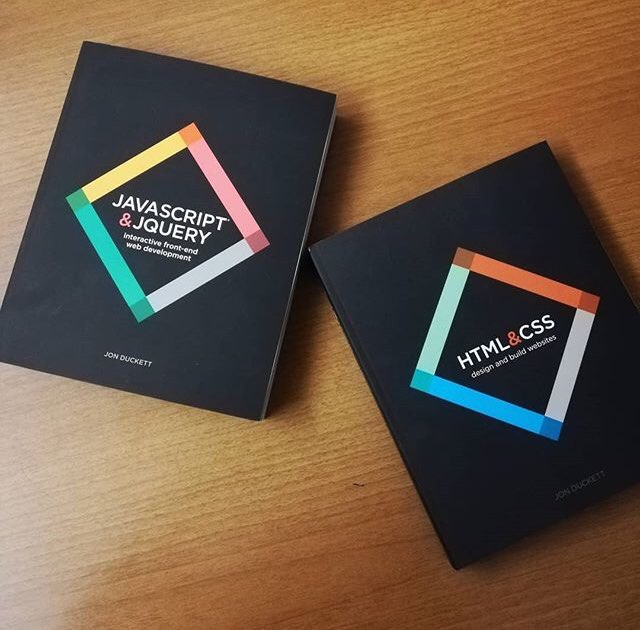 JAVASCRIPT
&JQUERY
interactive front-end
web development
JON DUCKETT
HTML&CSS
design and build websites
JON DUCKETT